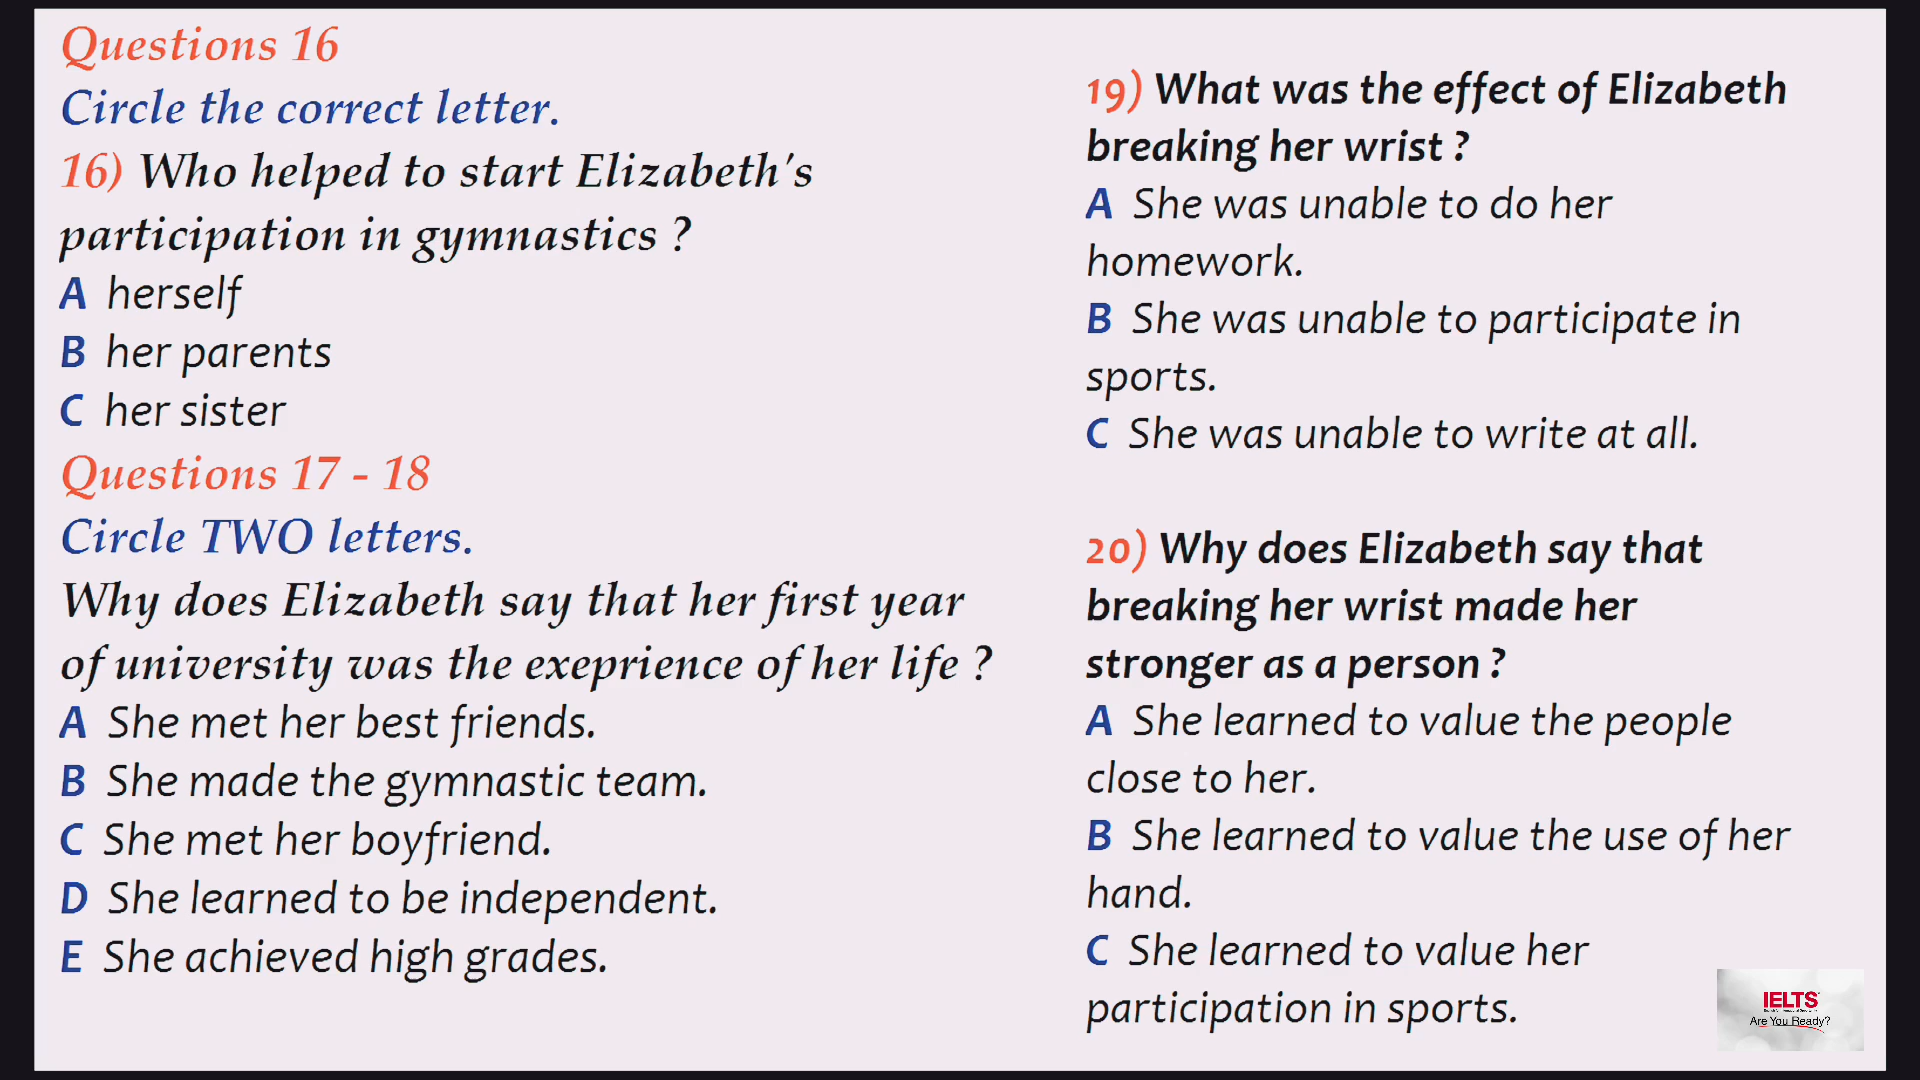 Questions 16
Circle the correct letter.
16) Who helped to start Elizabeth's
participation in gymnastics ?
A herself
B her parents
C her sister
Questions 17 - 18
Circle TWO letters.
Why does Elizabeth say that her first year
of university was the exeprience of her life ?
A She met her best friends.
B She made the gymnastic team.
C She met her boyfriend.
D She learned to be independent.
E She achieved high grades.
19) What was the effect of Elizabeth
breaking her wrist ?
A She was unable to do her
homework.
B She was unable to participate in
sports.
C She was unable to write at all.
20) Why does Elizabeth say that
breaking her wrist made her
stronger as a person ?
A She learned to value the people
close to her.
B She learned to value the use of her
hand.
C She learned to value her
participation in sports.
IELTS
Are You Ready?